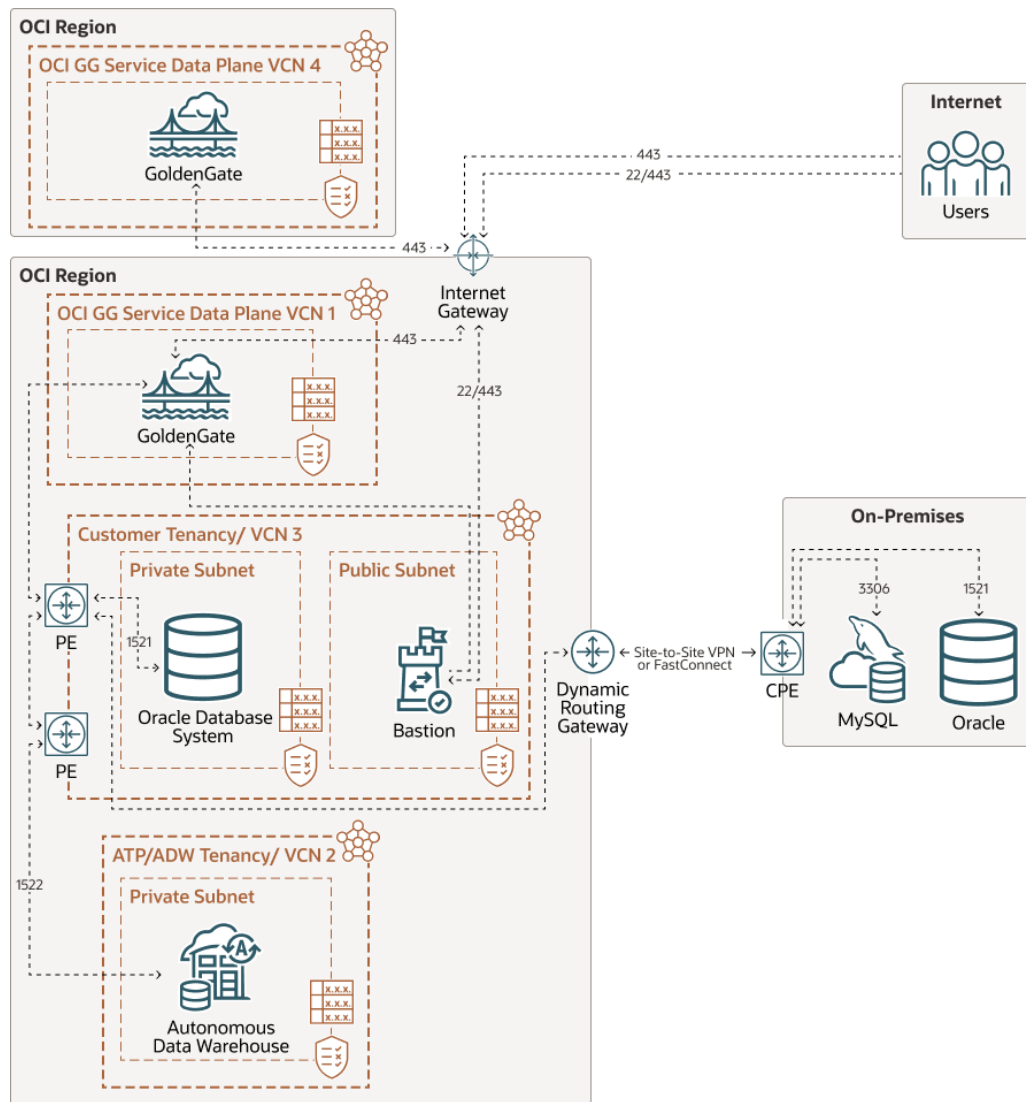 OCI Region
OCI GG Service Data Plane VCN 4
x.x.x.
x.x.x.
x.x.x.
GoldenGate
Internet
Users
443
22/443
443
OCI Region
Internet
Gateway
OCI GG Service Data Plane VCN 1
443
x.x.x.
x.x.x.
x.x.x.
GoldenGate
22/443
Customer Tenancy/ VCN 3
Private Subnet
Public Subnet
PE
1521
Oracle Database
System
x.x.x.
x.x.x.
x.x.x.
Bastion
x.x.x.
x.x.x.
x.x.x.
PE
Dynamic
Routing
Gateway
Site-to-Site VPN
or FastConnect
On-Premises
3306
1521
CPE
MySQL
Oracle
ATP/ADW Tenancy/ VCN 2
1522
Private Subnet
A
x.x.x.
x.x.x.
x.x.x.
Autonomous
Data Warehouse